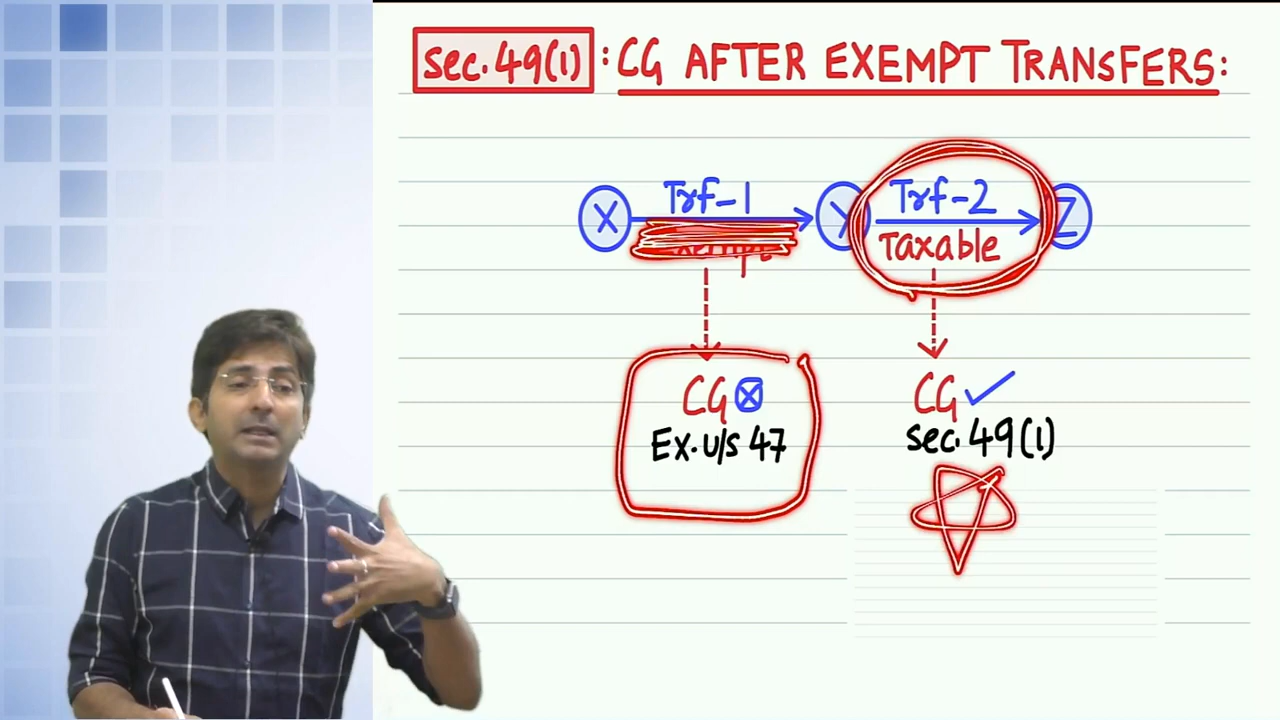 sec. 49(1) : CG AFTER EXEMPT TRANSFERS:
Trf-1 Trf-2
X Y Z
Taxable
CG CG
Ex. u/s 47 sec. 49(1)